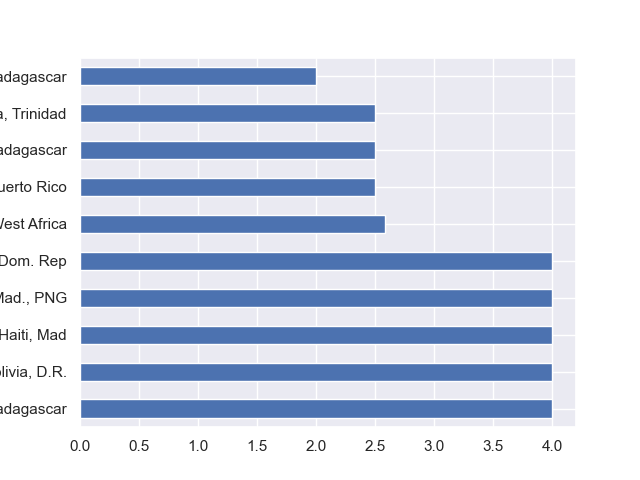 adagascar
a, Trinidad
adagascar
uerto Rico
West Africa
Dom. Rep
Mad., PNG
Haiti, Mad
livia, D.R.
adagascar
0.0 0.5 1.0 1.5 2.0 2.5 3.0 3.5 4.0